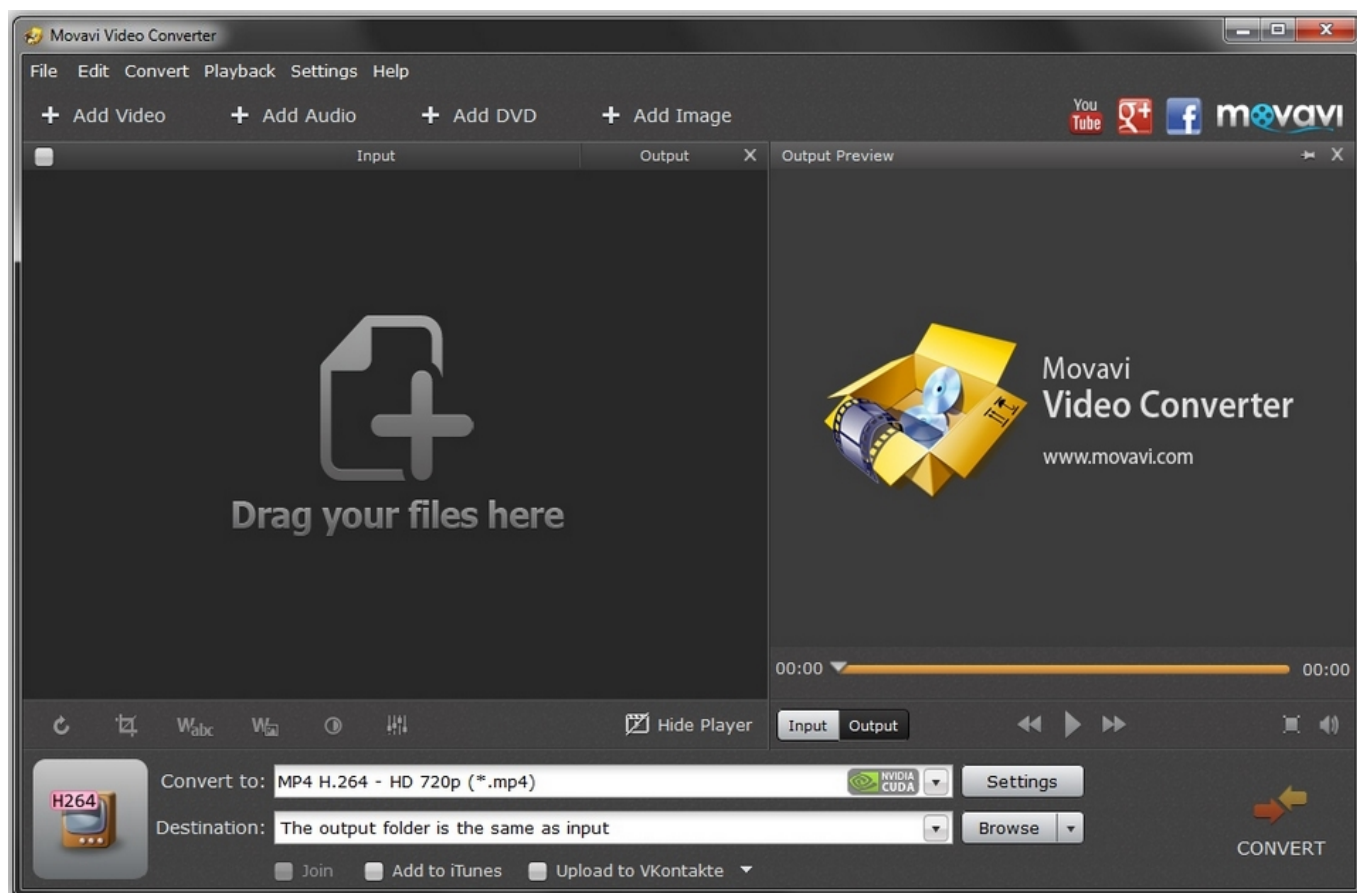 Movavi Video Converter
File Edit Convert Playback Settings Help
+ Add Video + Add Audio + Add DVD + Add Image
You Tube g+ f movavi
Input Output X Output Preview X
Drag your files here
Movavi
Video Converter
www.movavi.com
00:00 00:00
Wabc W Hide Player Input Output
H264
Convert to: MP4 H.264 - HD 720p (*.mp4) NVIDIA CUDA Settings
Destination: The output folder is the same as input Browse
CONVERT
Join Add to iTunes Upload to VKontakte